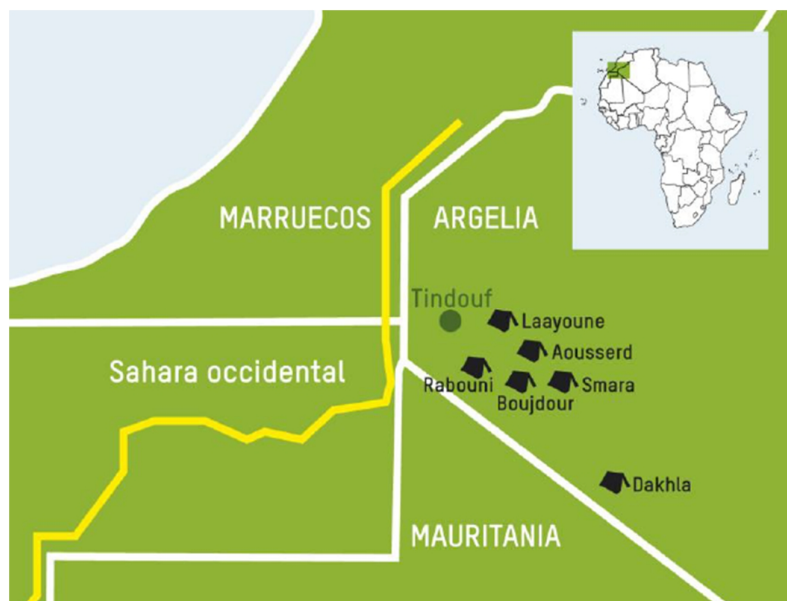 MARRUECOS
ARGELIA
Tindouf
Laayoune
Aousserd
Sahara occidental
Rabouni
Boujdour
Smara
Dakhla
MAURITANIA